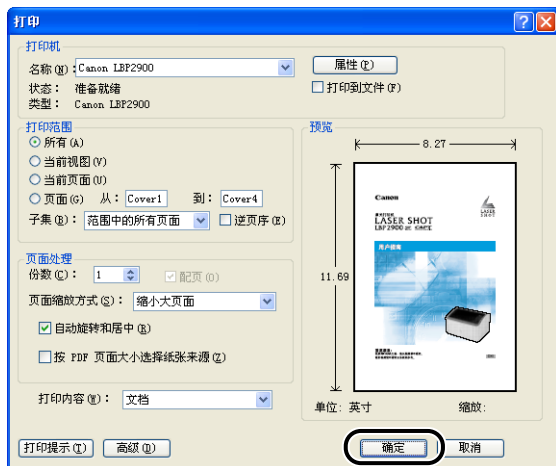 打印
打印机
名称(N): Canon LBP2900
属性(P)
状态: 准备就绪
打印到文件(F)
类型: Canon LBP2900
打印范围
所有(A)
当前视图(V)
当前页面(U)
页面(G) 从: Cover1 到: Cover4
子集(B): 范围中的所有页面 逆页序(E)
页面处理
份数(C): 1 配页(O)
页面缩放方式(S): 缩小大页面
自动旋转和居中(R)
按 PDF 页面大小选择纸张来源(Z)
打印内容(W): 文档
预览
8.27
11.69
Canon
LASER SHOT
LBP2900
用户指南
LASER
SHOT
单位: 英寸 缩放:
打印提示(T) 高级(D) 确定 取消